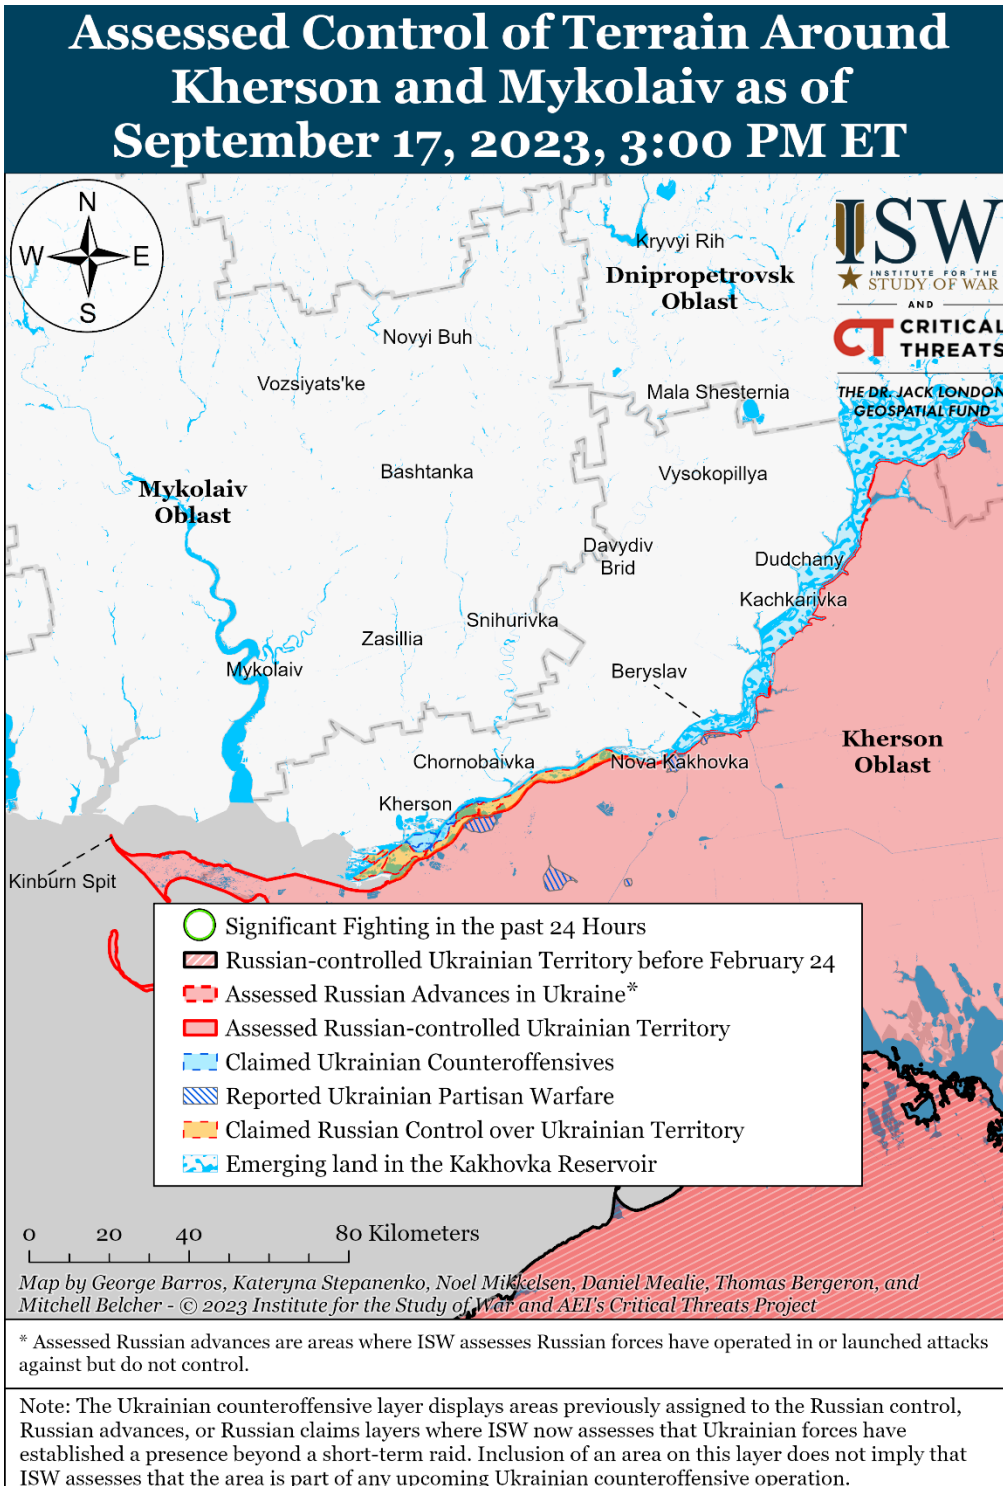 Assessed Control of Terrain Around
Kherson and Mykolaiv as of
September 17, 2023, 3:00 PM ET
N
W E
S
ISW
INSTITUTE FOR THE
STUDY OF WAR
AND
CT CRITICAL
THREATS
THE DR. JACK LONDON
GEOSPATIAL FUND
Kryvyi Rih
Dnipropetrovsk
Oblast
Novyi Buh
Vozsiyats'ke
Mala Shesternia
Bashtanka
Vysokopillya
Mykolaiv
Oblast
Davydiv
Brid
Dudchany
Kachkarivka
Snihurivka
Zasillia
Mykolaiv
Beryslav
Kherson
Oblast
Chornobaivka
Nova Kakhovka
Kherson
Kinburn Spit
Significant Fighting in the past 24 Hours
Russian-controlled Ukrainian Territory before February 24
Assessed Russian Advances in Ukraine*
Assessed Russian-controlled Ukrainian Territory
Claimed Ukrainian Counteroffensives
Reported Ukrainian Partisan Warfare
Claimed Russian Control over Ukrainian Territory
Emerging land in the Kakhovka Reservoir
0 20 40 80 Kilometers
Map by George Barros, Kateryna Stepanenko, Noel Mikkelsen, Daniel Mealie, Thomas Bergeron, and
Mitchell Belcher - © 2023 Institute for the Study of War and AEI's Critical Threats Project
* Assessed Russian advances are areas where ISW assesses Russian forces have operated in or launched attacks
against but do not control.
Note: The Ukrainian counteroffensive layer displays areas previously assigned to the Russian control,
Russian advances, or Russian claims layers where ISW now assesses that Ukrainian forces have
established a presence beyond a short-term raid. Inclusion of an area on this layer does not imply that
ISW assesses that the area is part of any upcoming Ukrainian counteroffensive operation.